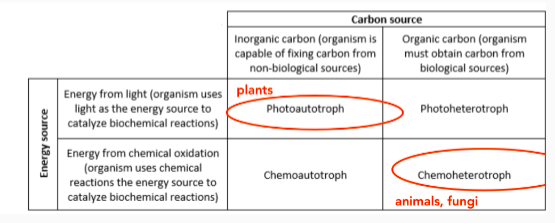 Carbon source
Inorganic carbon (organism is
capable of fixing carbon from
non-biological sources)
Organic carbon (organism
must obtain carbon from
biological sources)
Energy source
Energy from light (organism uses
light as the energy source to
catalyze biochemical reactions)
plants
Photoautotroph
Photoheterotroph
Energy from chemical oxidation
(organism uses chemical
reactions the energy source to
catalyze biochemical reactions)
Chemoautotroph
Chemoheterotroph
animals, fungi